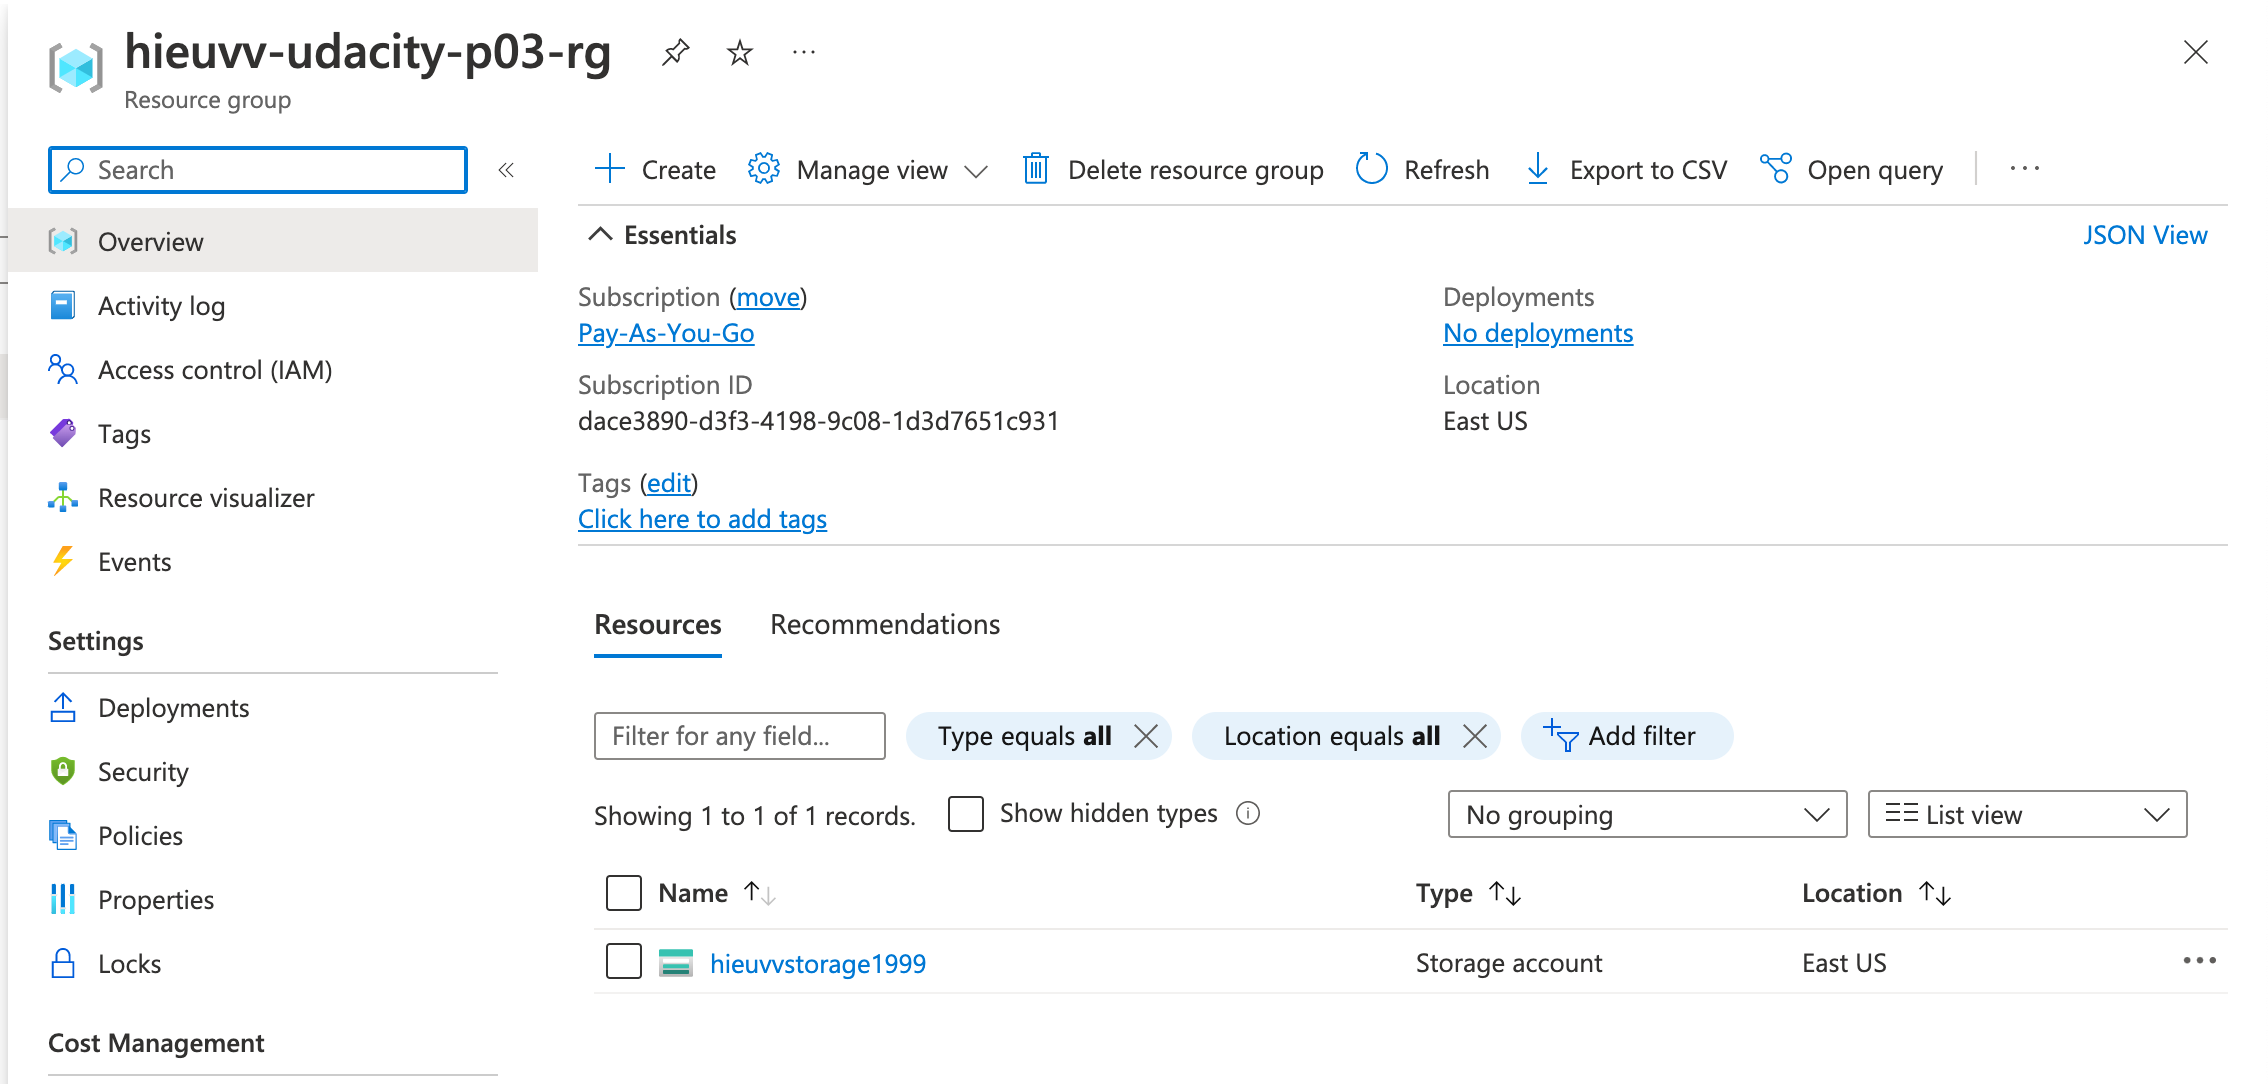 hieuvv-udacity-p03-rg
Resource group
Search
Overview
Activity log
Access control (IAM)
Tags
Resource visualizer
Events
Settings
Deployments
Security
Policies
Properties
Locks
Cost Management
Create Manage view Delete resource group Refresh Export to CSV Open query
Essentials JSON View
Subscription (move)
Pay-As-You-Go
Subscription ID
dace3890-d3f3-4198-9c08-1d3d7651c931
Deployments
No deployments
Location
East US
Tags (edit)
Click here to add tags
Resources Recommendations
Filter for any field... Type equals all Location equals all Add filter
Showing 1 to 1 of 1 records. Show hidden types No grouping List view
Name Type Location
hieuvvstorage1999 Storage account East US